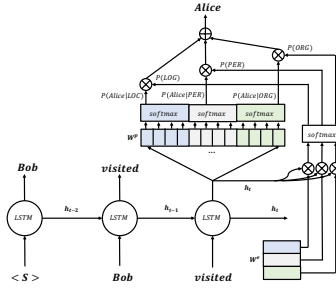 Alice
P(ORG)
P(LOG)
P(PER)
P(Alice|LOC) P(Alice|PER) P(Alice|ORG)
softmax softmax softmax
softmax
W^p
...
Bob visited
h_t
LSTM h_{t-2} LSTM h_{t-1} LSTM h_t
W^e
< S > Bob visited